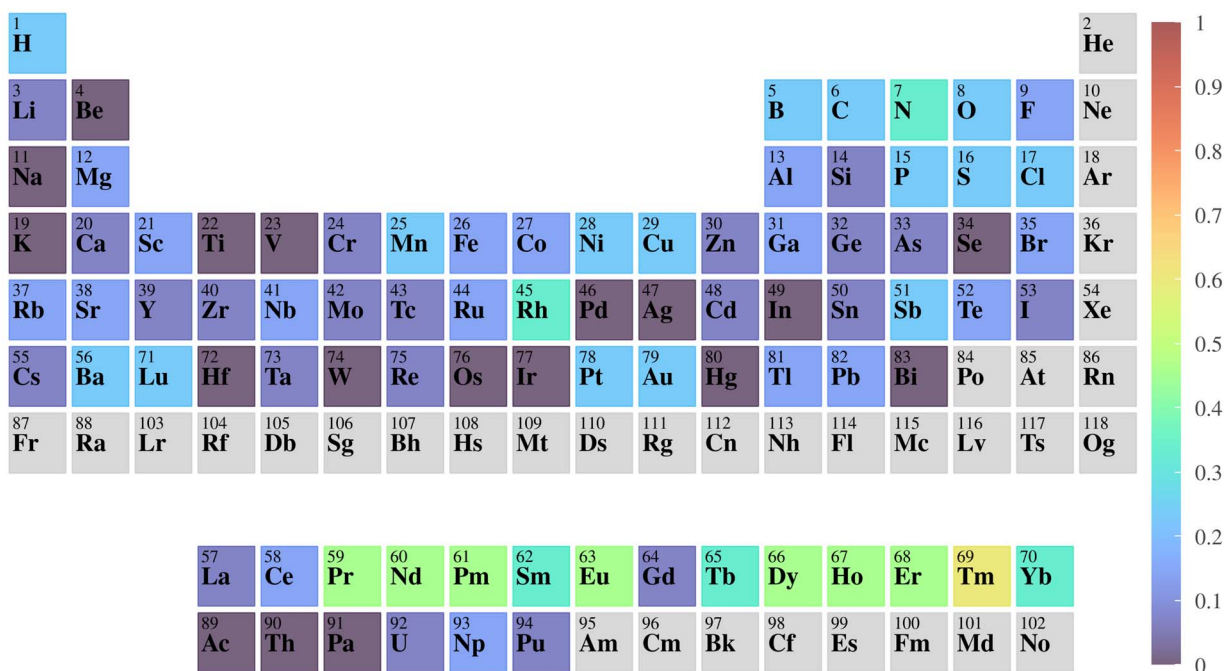 1 2 1
H He
0.9
3 4 5 6 7 8 9 10
Li Be B C N O F Ne
0.8
11 12 13 14 15 16 17 18
Na Mg Al Si P S Cl Ar
0.7
19 20 21 22 23 24 25 26 27 28 29 30 31 32 33 34 35 36
K Ca Sc Ti V Cr Mn Fe Co Ni Cu Zn Ga Ge As Se Br Kr
0.6
37 38 39 40 41 42 43 44 45 46 47 48 49 50 51 52 53 54
Rb Sr Y Zr Nb Mo Tc Ru Rh Pd Ag Cd In Sn Sb Te I Xe
0.5
55 56 71 72 73 74 75 76 77 78 79 80 81 82 83 84 85 86
Cs Ba Lu Hf Ta W Re Os Ir Pt Au Hg Tl Pb Bi Po At Rn
0.4
87 88 103 104 105 106 107 108 109 110 111 112 113 114 115 116 117 118
Fr Ra Lr Rf Db Sg Bh Hs Mt Ds Rg Cn Nh Fl Mc Lv Ts Og
0.3
0.2
57 58 59 60 61 62 63 64 65 66 67 68 69 70
La Ce Pr Nd Pm Sm Eu Gd Tb Dy Ho Er Tm Yb
0.1
89 90 91 92 93 94 95 96 97 98 99 100 101 102
Ac Th Pa U Np Pu Am Cm Bk Cf Es Fm Md No
0